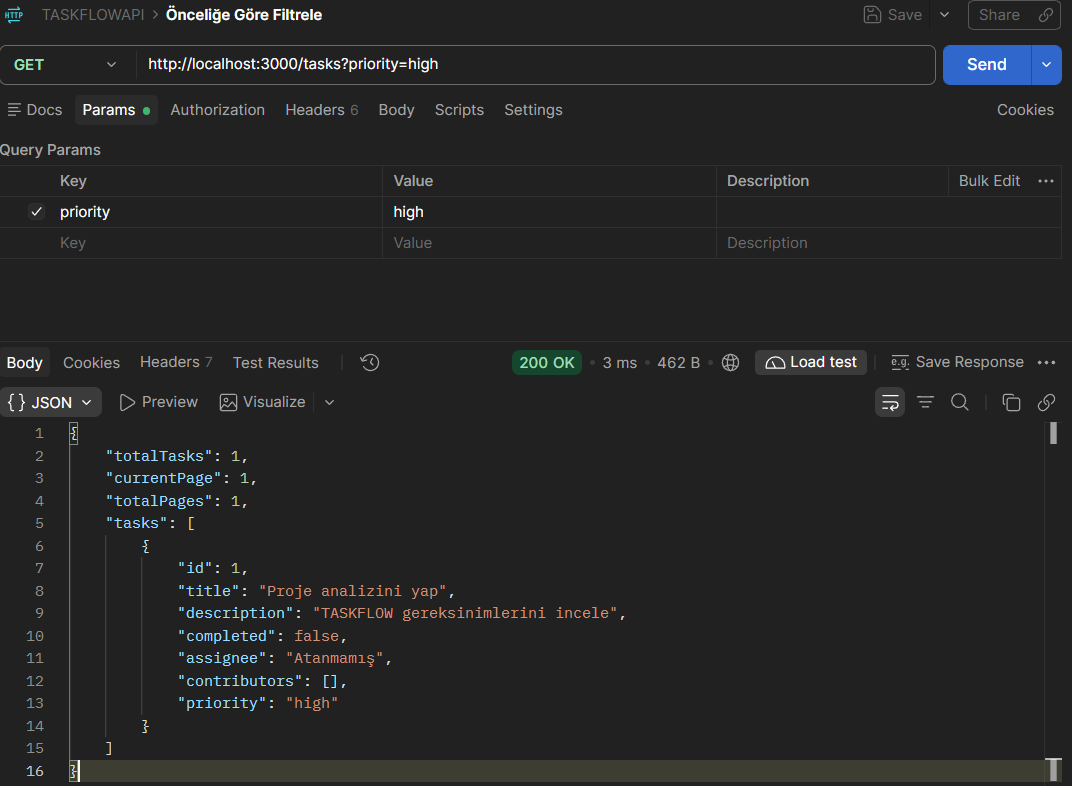 HTTP TASKFLOWAPI > Önceliğe Göre Filtrele Save Share
GET http://localhost:3000/tasks?priority=high Send
Docs Params Authorization Headers 6 Body Scripts Settings Cookies
Query Params
Key Value Description Bulk Edit
priority high
Key Value Description
Body Cookies Headers 7 Test Results 200 OK • 3 ms • 462 B • Load test e.g. Save Response
{ } JSON Preview Visualize
1 {
2 "totalTasks": 1,
3 "currentPage": 1,
4 "totalPages": 1,
5 "tasks": [
6 {
7 "id": 1,
8 "title": "Proje analizini yap",
9 "description": "TASKFLOW gereksinimlerini incele",
10 "completed": false,
11 "assignee": "Atanmamış",
12 "contributors": [],
13 "priority": "high"
14 }
15 ]
16 }